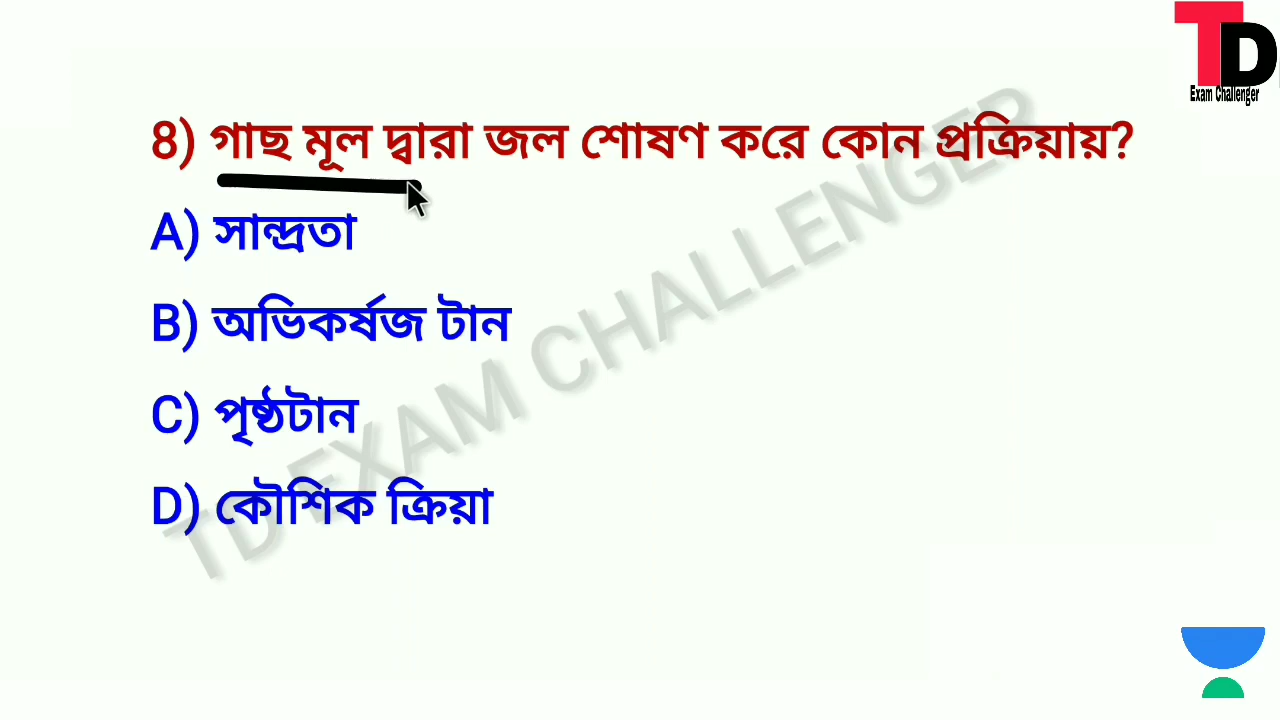 TD
Exam Challenger
8) গাছ মূল দ্বারা জল শোষণ করে কোন প্রক্রিয়ায়?
A) সান্দ্রতা
B) অভিকর্ষজ টান
C) পৃষ্ঠটান
D) কৌশিক ক্রিয়া
TD EXAM CHALLENGER